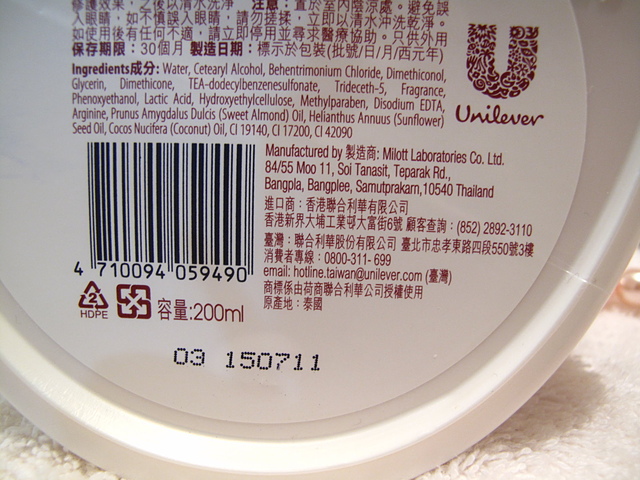 修護效果，之後以清水洗淨 注意：置於室內陰涼處。避免誤
入眼睛，如不慎誤入眼睛，請勿搓揉，立即以清水沖洗乾淨。
如使用後有任何不適，請立即停用並尋求醫療協助。只供外用
保存期限：30個月 製造日期：標示於包裝(批號/日/月/西元年)
Ingredients成分: Water, Cetearyl Alcohol, Behentrimonium Chloride, Dimethiconol,
Glycerin, Dimethicone, TEA-dodecylbenzenesulfonate, Trideceth-5, Fragrance,
Phenoxyethanol, Lactic Acid, Hydroxyethylcellulose, Methylparaben, Disodium EDTA,
Arginine, Prunus Amygdalus Dulcis (Sweet Almond) Oil, Helianthus Annuus (Sunflower)
Seed Oil, Cocos Nucifera (Coconut) Oil, CI 19140, CI 17200, CI 42090
Unilever
Manufactured by 製造商: Milott Laboratories Co. Ltd.
84/55 Moo 11, Soi Tanasit, Teparak Rd.,
Bangpla, Bangplee, Samutprakarn,10540 Thailand
進口商：香港聯合利華有限公司
香港新界大埔工業邨大富街6號 顧客查詢：(852) 2892-3110
臺灣：聯合利華股份有限公司 臺北市忠孝東路四段550號3樓
消費者專線：0800-311- 699
email: hotline.taiwan@unilever.com (臺灣)
商標係由荷商聯合利華公司授權使用
原產地：泰國
4 710094 059490
2
HDPE
容量:200ml
03 150711